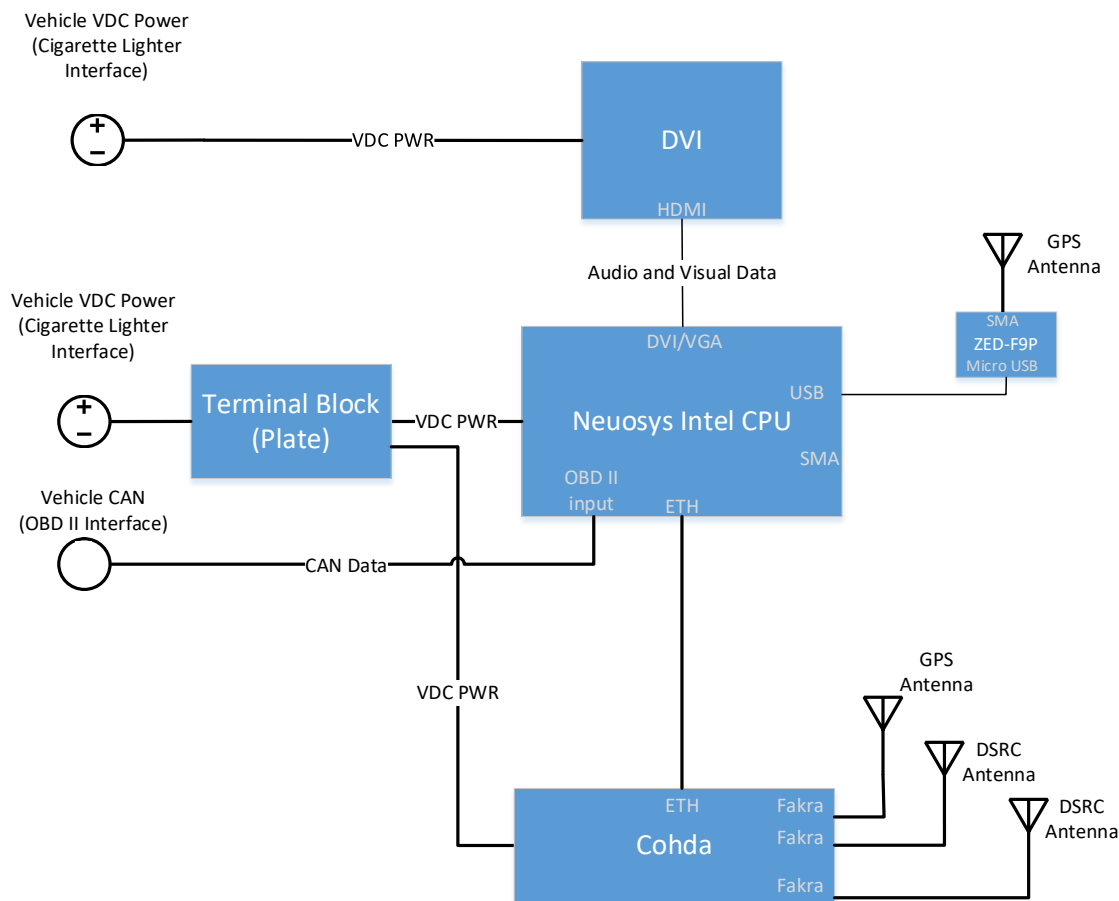 Vehicle VDC Power
(Cigarette Lighter
Interface)
VDC PWR
DVI
HDMI
Audio and Visual Data
GPS
Antenna
SMA
ZED-F9P
Micro USB
Vehicle VDC Power
(Cigarette Lighter
Interface)
Terminal Block
(Plate)
VDC PWR
DVI/VGA
USB
Neuosys Intel CPU
SMA
OBD II
input
ETH
Vehicle CAN
(OBD II Interface)
CAN Data
VDC PWR
GPS
Antenna
DSRC
Antenna
DSRC
Antenna
ETH
Fakra
Cohda
Fakra
Fakra